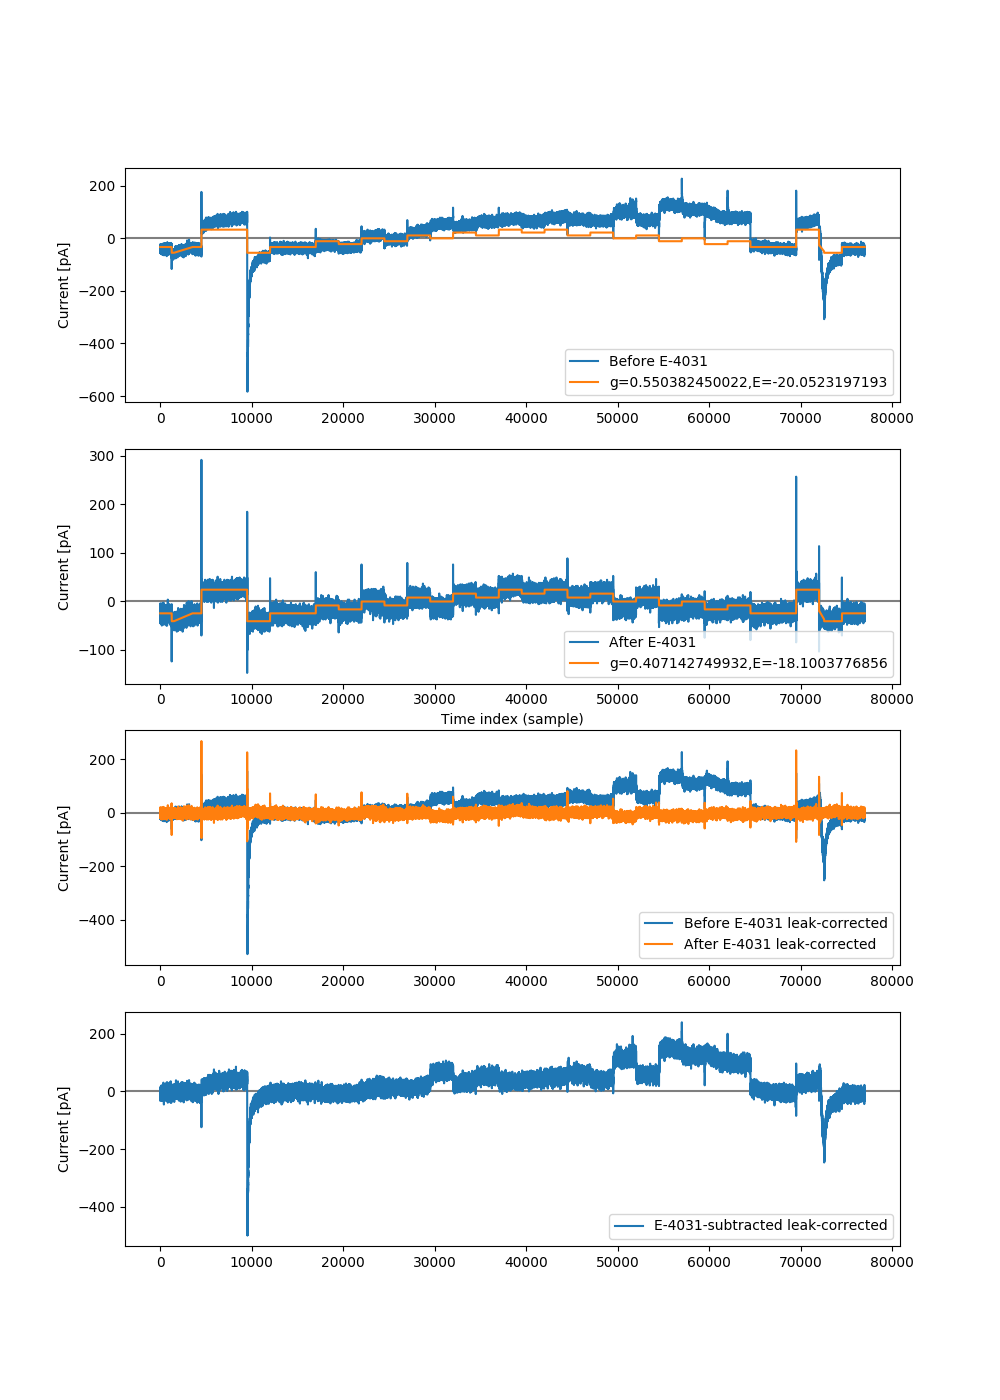 200
0
−200
−400
−600
Current [pA]
Before E-4031
g=0.550382450022,E=-20.0523197193
0 10000 20000 30000 40000 50000 60000 70000 80000
300
200
100
0
−100
Current [pA]
After E-4031
g=0.407142749932,E=-18.1003776856
0 10000 20000 30000 40000 50000 60000 70000 80000
Time index (sample)
200
0
−200
−400
Current [pA]
Before E-4031 leak-corrected
After E-4031 leak-corrected
0 10000 20000 30000 40000 50000 60000 70000 80000
200
0
−200
−400
Current [pA]
E-4031-subtracted leak-corrected
0 10000 20000 30000 40000 50000 60000 70000 80000